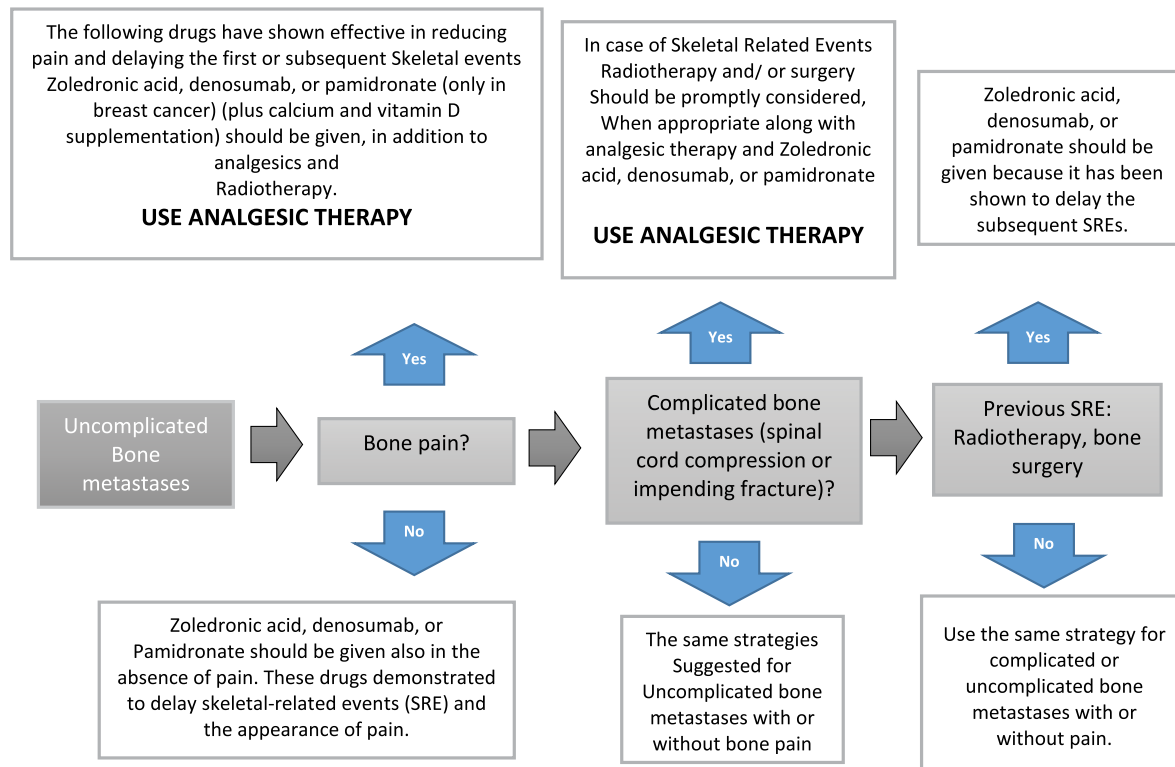 The following drugs have shown effective in reducing
pain and delaying the first or subsequent Skeletal events
Zoledronic acid, denosumab, or pamidronate (only in
breast cancer) (plus calcium and vitamin D
supplementation) should be given, in addition to
analgesics and
Radiotherapy.
USE ANALGESIC THERAPY
In case of Skeletal Related Events
Radiotherapy and/ or surgery
Should be promptly considered,
When appropriate along with
analgesic therapy and Zoledronic
acid, denosumab, or pamidronate
USE ANALGESIC THERAPY
Zoledronic acid,
denosumab, or
pamidronate should be
given because it has been
shown to delay the
subsequent SREs.
Yes
Yes
Yes
Uncomplicated
Bone
metastases
Bone pain?
Complicated bone
metastases (spinal
cord compression or
impending fracture)?
Previous SRE:
Radiotherapy, bone
surgery
No
No
No
Zoledronic acid, denosumab, or
Pamidronate should be given also in the
absence of pain. These drugs demonstrated
to delay skeletal-related events (SRE) and
the appearance of pain.
The same strategies
Suggested for
Uncomplicated bone
metastases with or
without bone pain
Use the same strategy for
complicated or
uncomplicated bone
metastases with or
without pain.